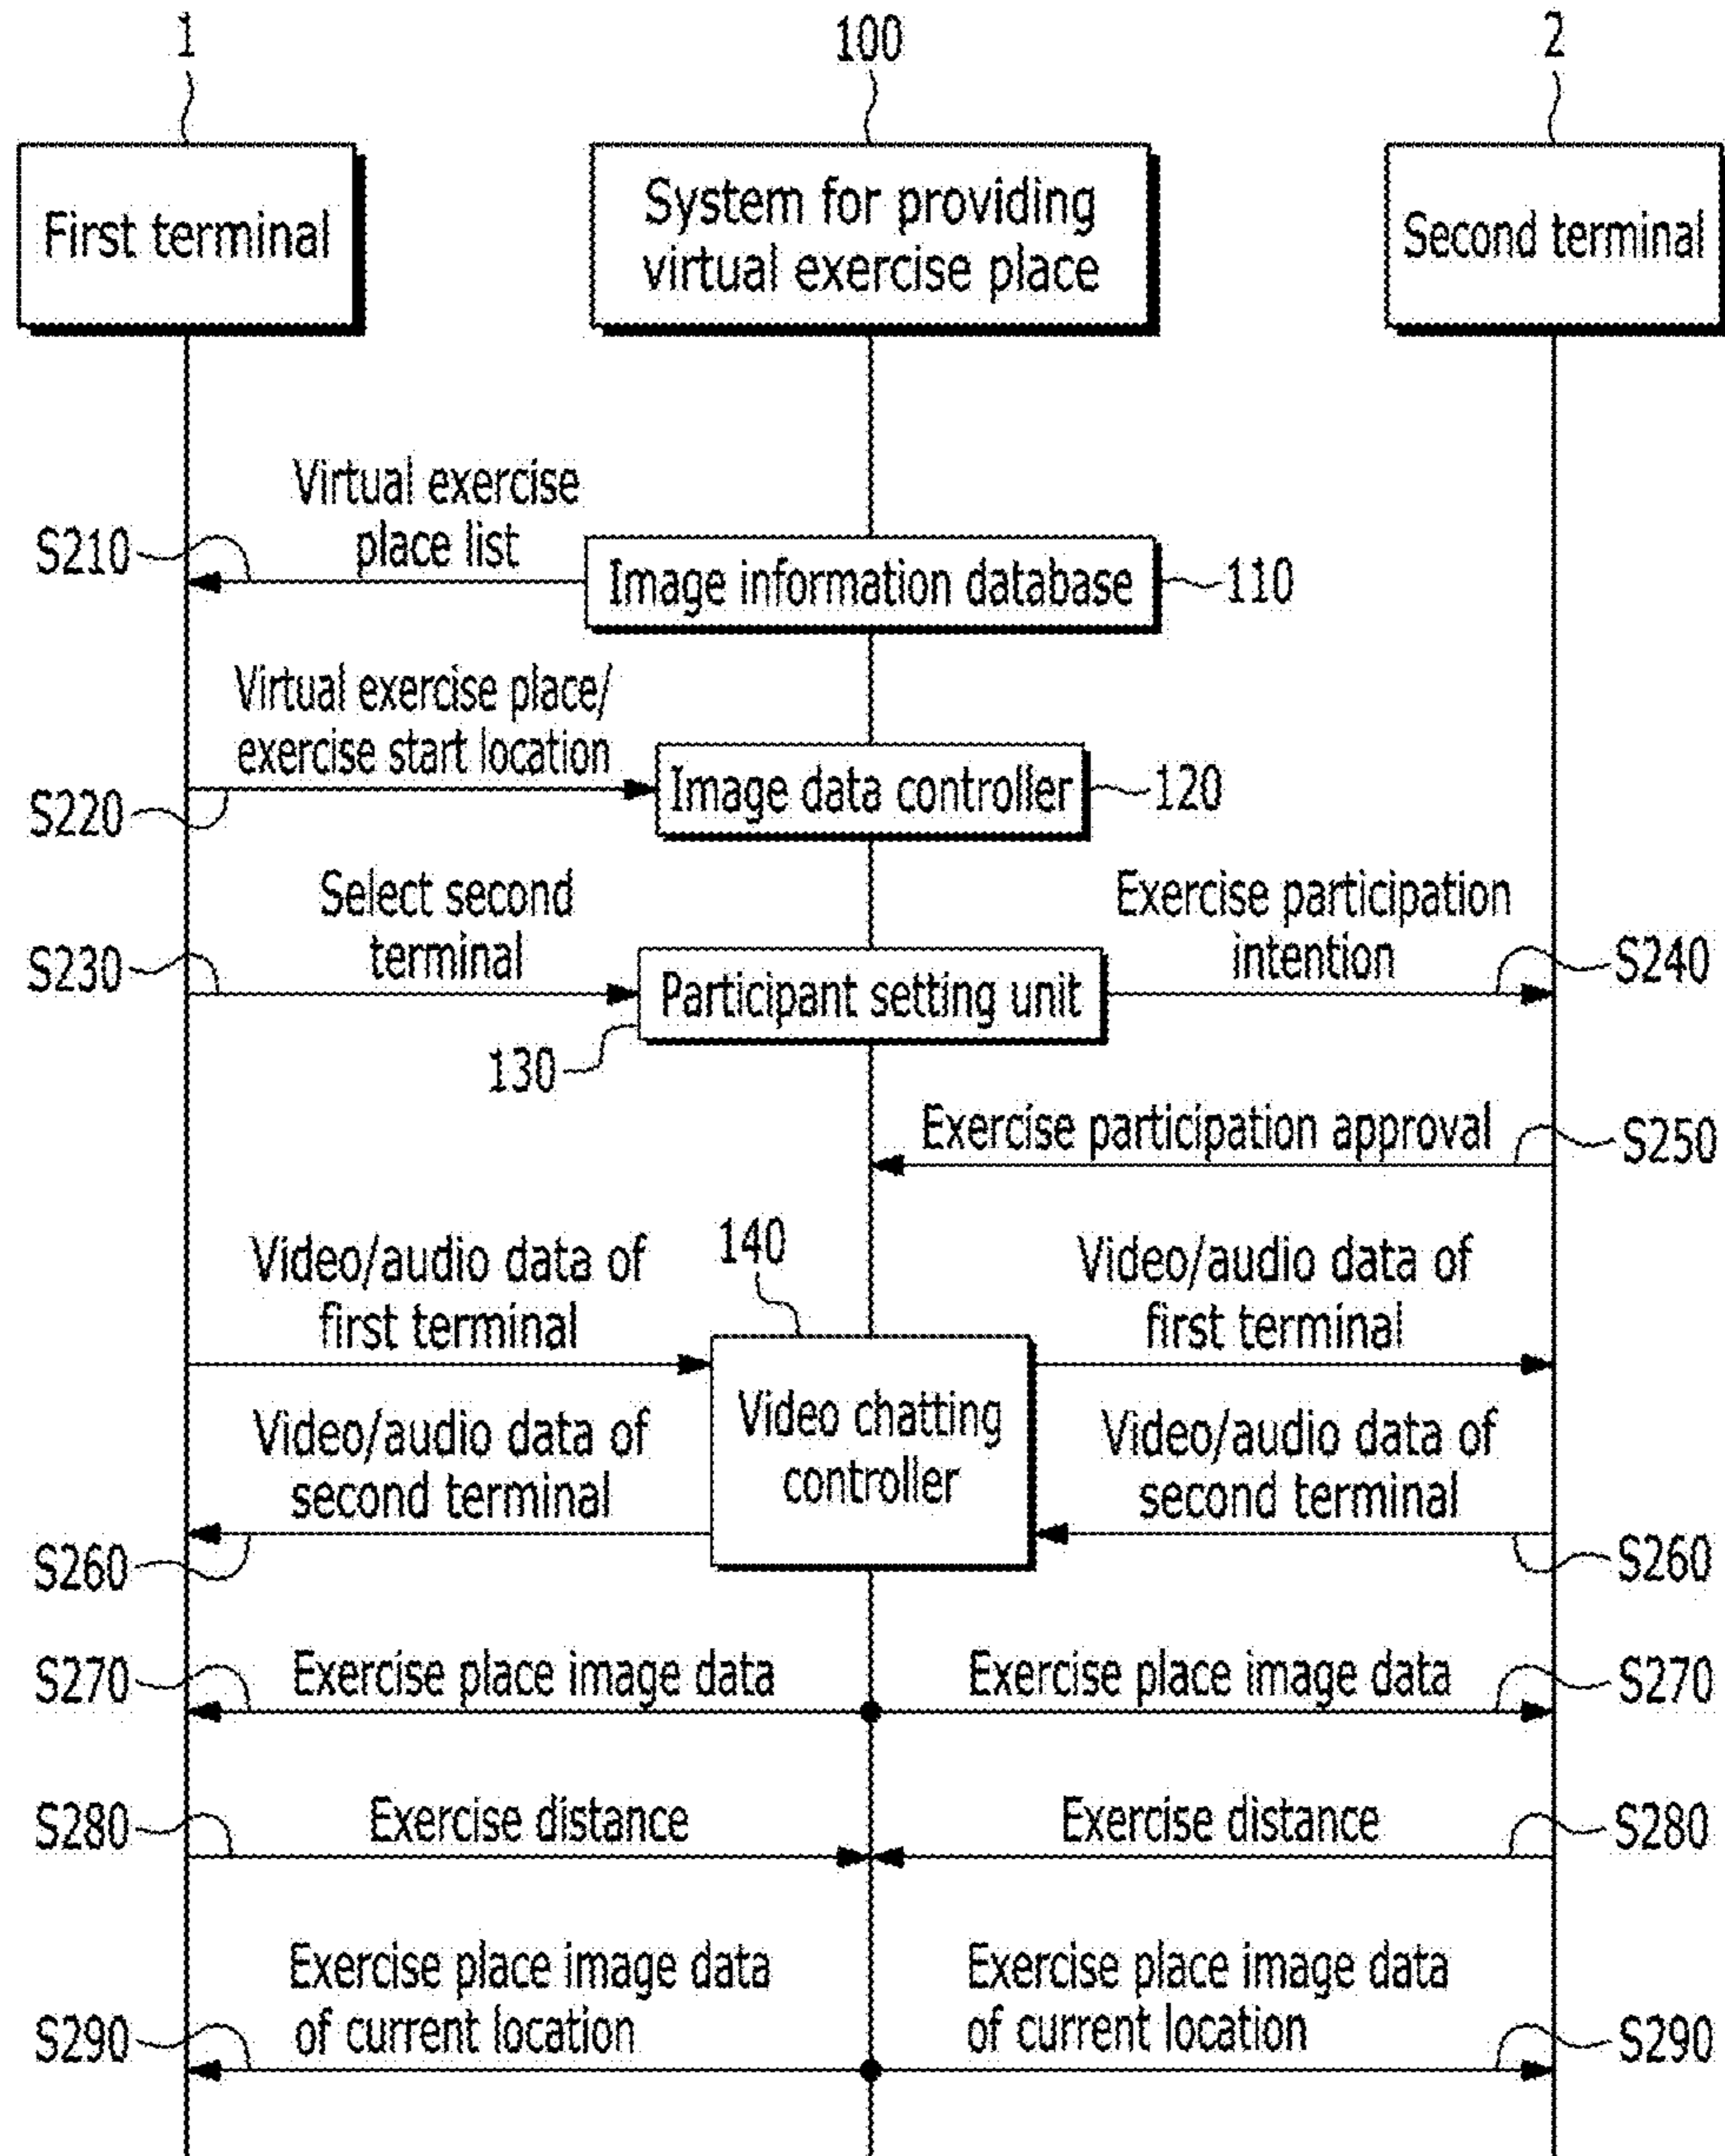 1
100
2
First terminal
System for providing
virtual exercise place
Second terminal
Virtual exercise
place list
S210
Image information database
110
Virtual exercise place/
exercise start location
S220
Image data controller
120
Select second
terminal
S230
Participant setting unit
130
Exercise participation
intention
S240
Exercise participation approval
S250
140
Video/audio data of
first terminal
Video/audio data of
first terminal
Video chatting
controller
Video/audio data of
second terminal
Video/audio data of
second terminal
S260
S260
S270
Exercise place image data
Exercise place image data
S270
S280
Exercise distance
Exercise distance
S280
Exercise place image data
of current location
Exercise place image data
of current location
S290
S290